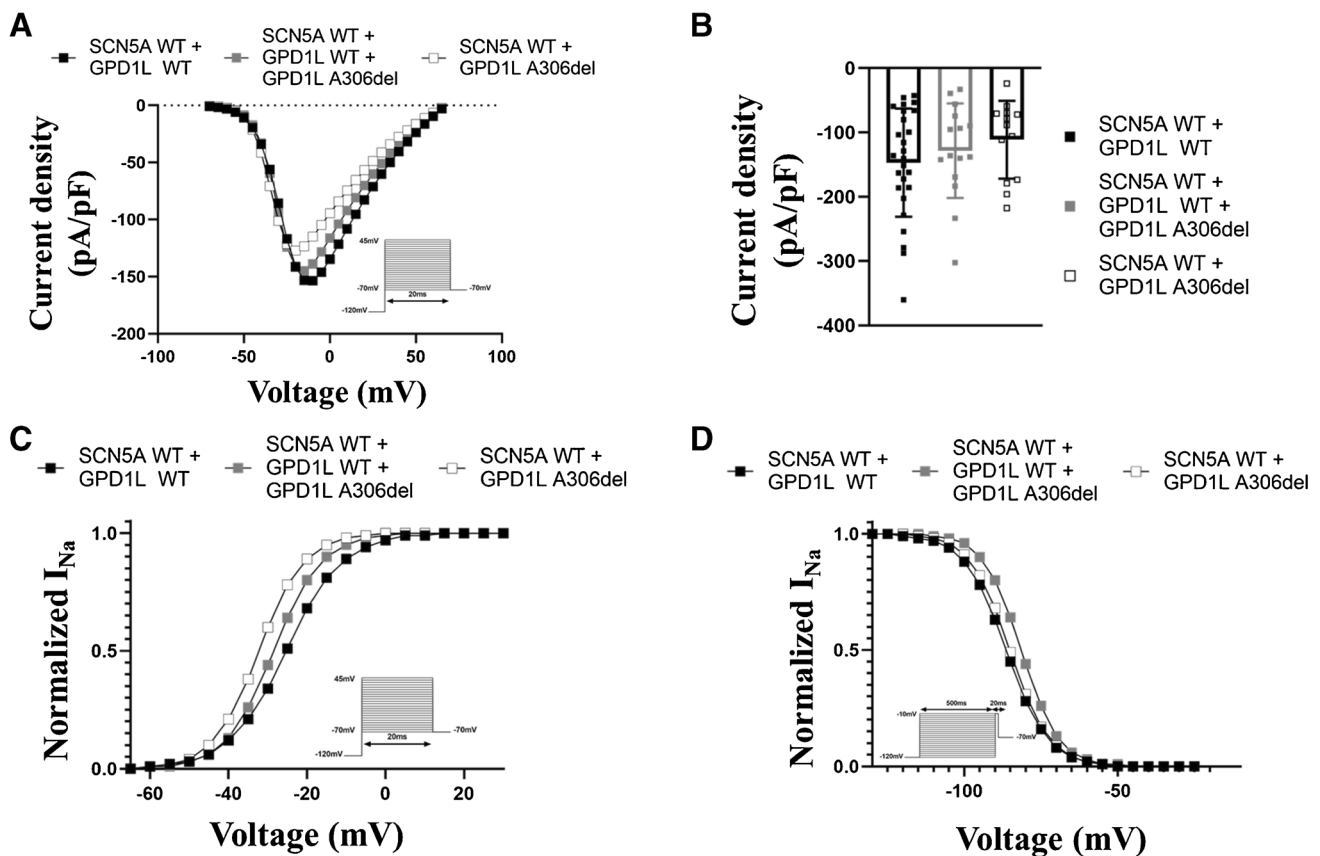 A
SCN5A WT +
GPD1L WT
SCN5A WT +
GPD1L WT +
GPD1L A306del
SCN5A WT +
GPD1L A306del
Current density
(pA/pF)
0
-50
-100
-150
-200
-100
-50
0
50
100
Voltage (mV)
45mV
-70mV
-120mV
20ms
-70mV
B
Current density
(pA/pF)
0
-100
-200
-300
-400
SCN5A WT +
GPD1L WT
SCN5A WT +
GPD1L WT +
GPD1L A306del
SCN5A WT +
GPD1L A306del
C
SCN5A WT +
GPD1L WT
SCN5A WT +
GPD1L WT +
GPD1L A306del
SCN5A WT +
GPD1L A306del
Normalized INa
1.0
0.5
0.0
-60
-40
-20
0
20
Voltage (mV)
45mV
-70mV
-120mV
20ms
-70mV
D
SCN5A WT +
GPD1L WT
SCN5A WT +
GPD1L WT +
GPD1L A306del
SCN5A WT +
GPD1L A306del
Normalized INa
1.0
0.5
0.0
-100
-50
Voltage (mV)
500ms
20ms
-10mV
-70mV
-120mV